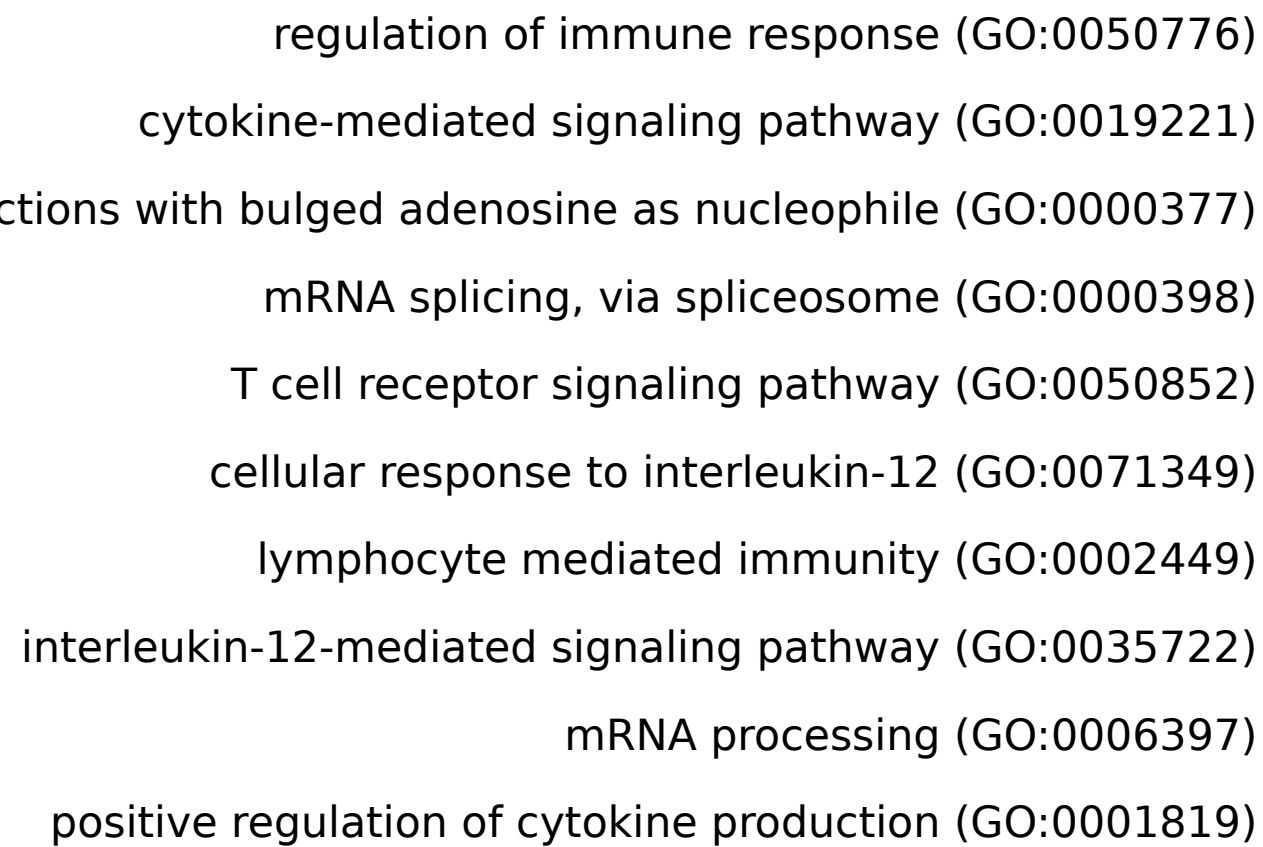 regulation of immune response (GO:0050776)
cytokine-mediated signaling pathway (GO:0019221)
ctions with bulged adenosine as nucleophile (GO:0000377)
mRNA splicing, via spliceosome (GO:0000398)
T cell receptor signaling pathway (GO:0050852)
cellular response to interleukin-12 (GO:0071349)
lymphocyte mediated immunity (GO:0002449)
interleukin-12-mediated signaling pathway (GO:0035722)
mRNA processing (GO:0006397)
positive regulation of cytokine production (GO:0001819)